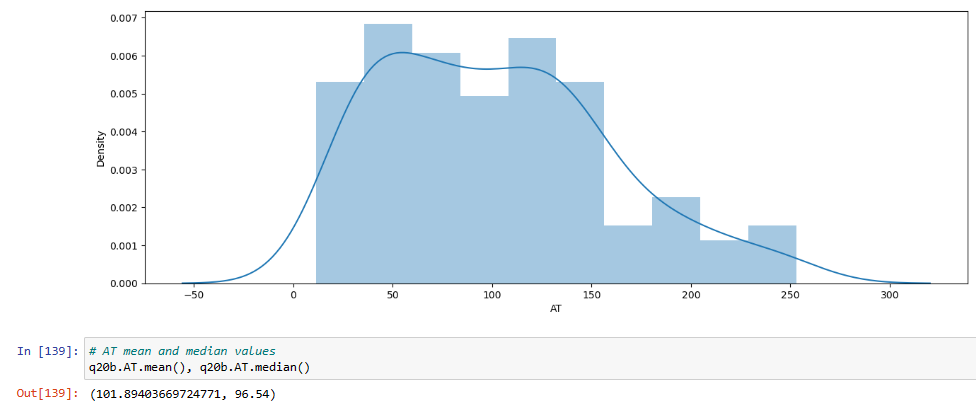 0.007
0.006
0.005
0.004
0.003
0.002
0.001
0.000
Density
−50 0 50 100 150 200 250 300
AT
In [139]: # AT mean and median values
q20b.AT.mean(), q20b.AT.median()
Out[139]: (101.89403669724771, 96.54)